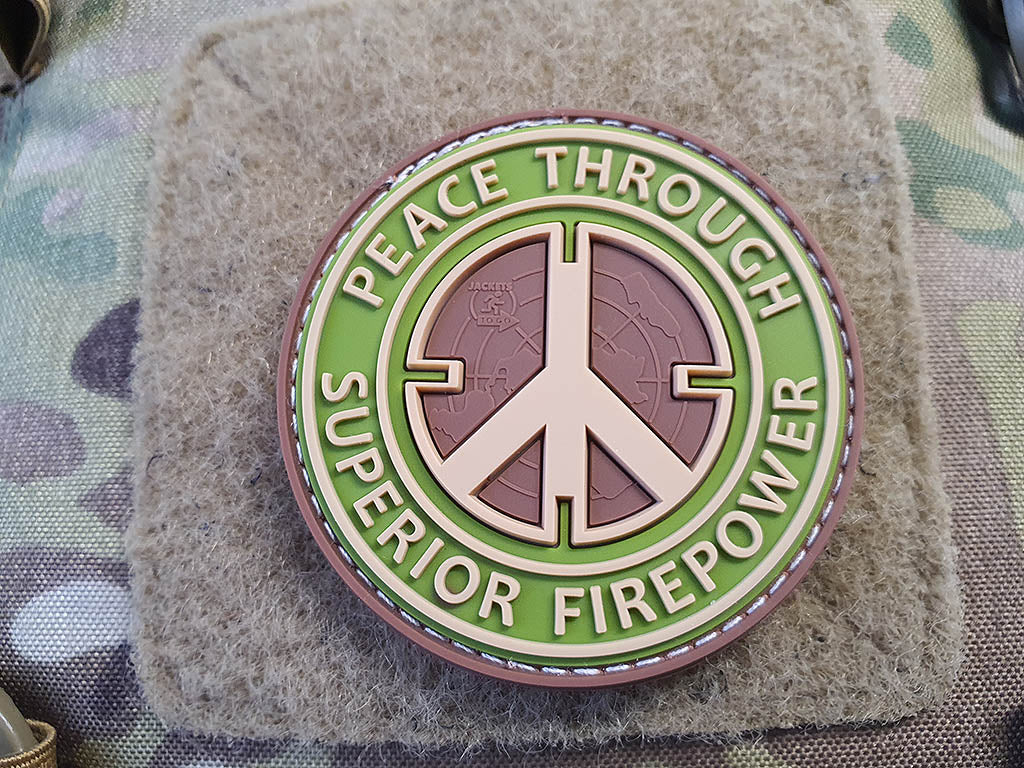 PEACE THROUGH
SUPERIOR FIREPOWER
JACKETS
TO GO